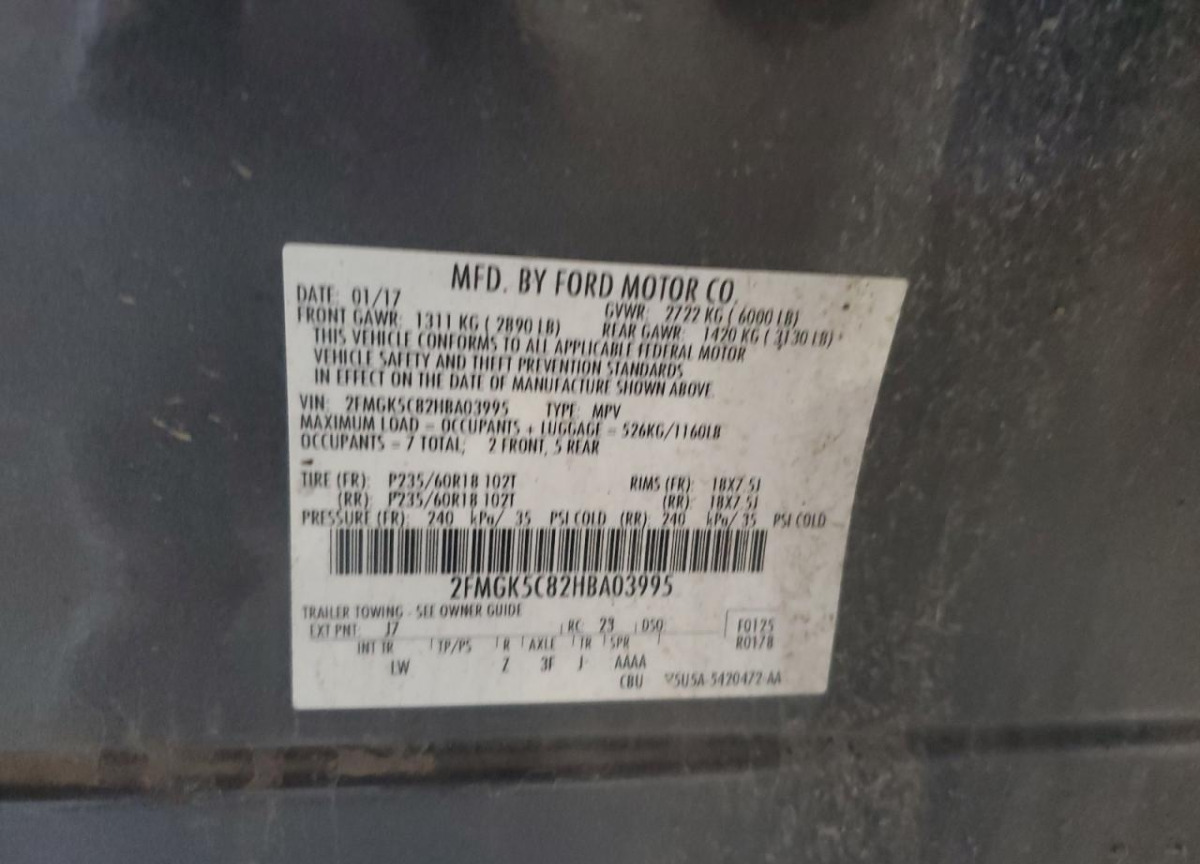 MFD. BY FORD MOTOR CO.
DATE: 01/17 GVWR: 2722 KG ( 6000 LB)
FRONT GAWR: 1311 KG ( 2890 LB) REAR GAWR: 1420 KG ( 3130 LB)
THIS VEHICLE CONFORMS TO ALL APPLICABLE FEDERAL MOTOR
VEHICLE SAFETY AND THEFT PREVENTION STANDARDS
IN EFFECT ON THE DATE OF MANUFACTURE SHOWN ABOVE.
VIN: 2FMGK5C82HBA03995 TYPE: MPV
MAXIMUM LOAD = OCCUPANTS + LUGGAGE = 526KG/1160LB
OCCUPANTS = 7 TOTAL; 2 FRONT, 5 REAR
TIRE (FR): P235/60R18 102T RIMS (FR): 18X7.5J
(RR): P235/60R18 102T (RR): 18X7.5J
PRESSURE (FR): 240 kPa/ 35 PSI COLD (RR): 240 kPa/ 35 PSI COLD
2FMGK5C82HBA03995
TRAILER TOWING - SEE OWNER GUIDE
EXT PNT: J7 RC: 23 DSO: F0125
INT TR TP/PS R AXLE TR SPR R0178
LW Z 3F J AAAA
CBU 5U5A-5420472-AA